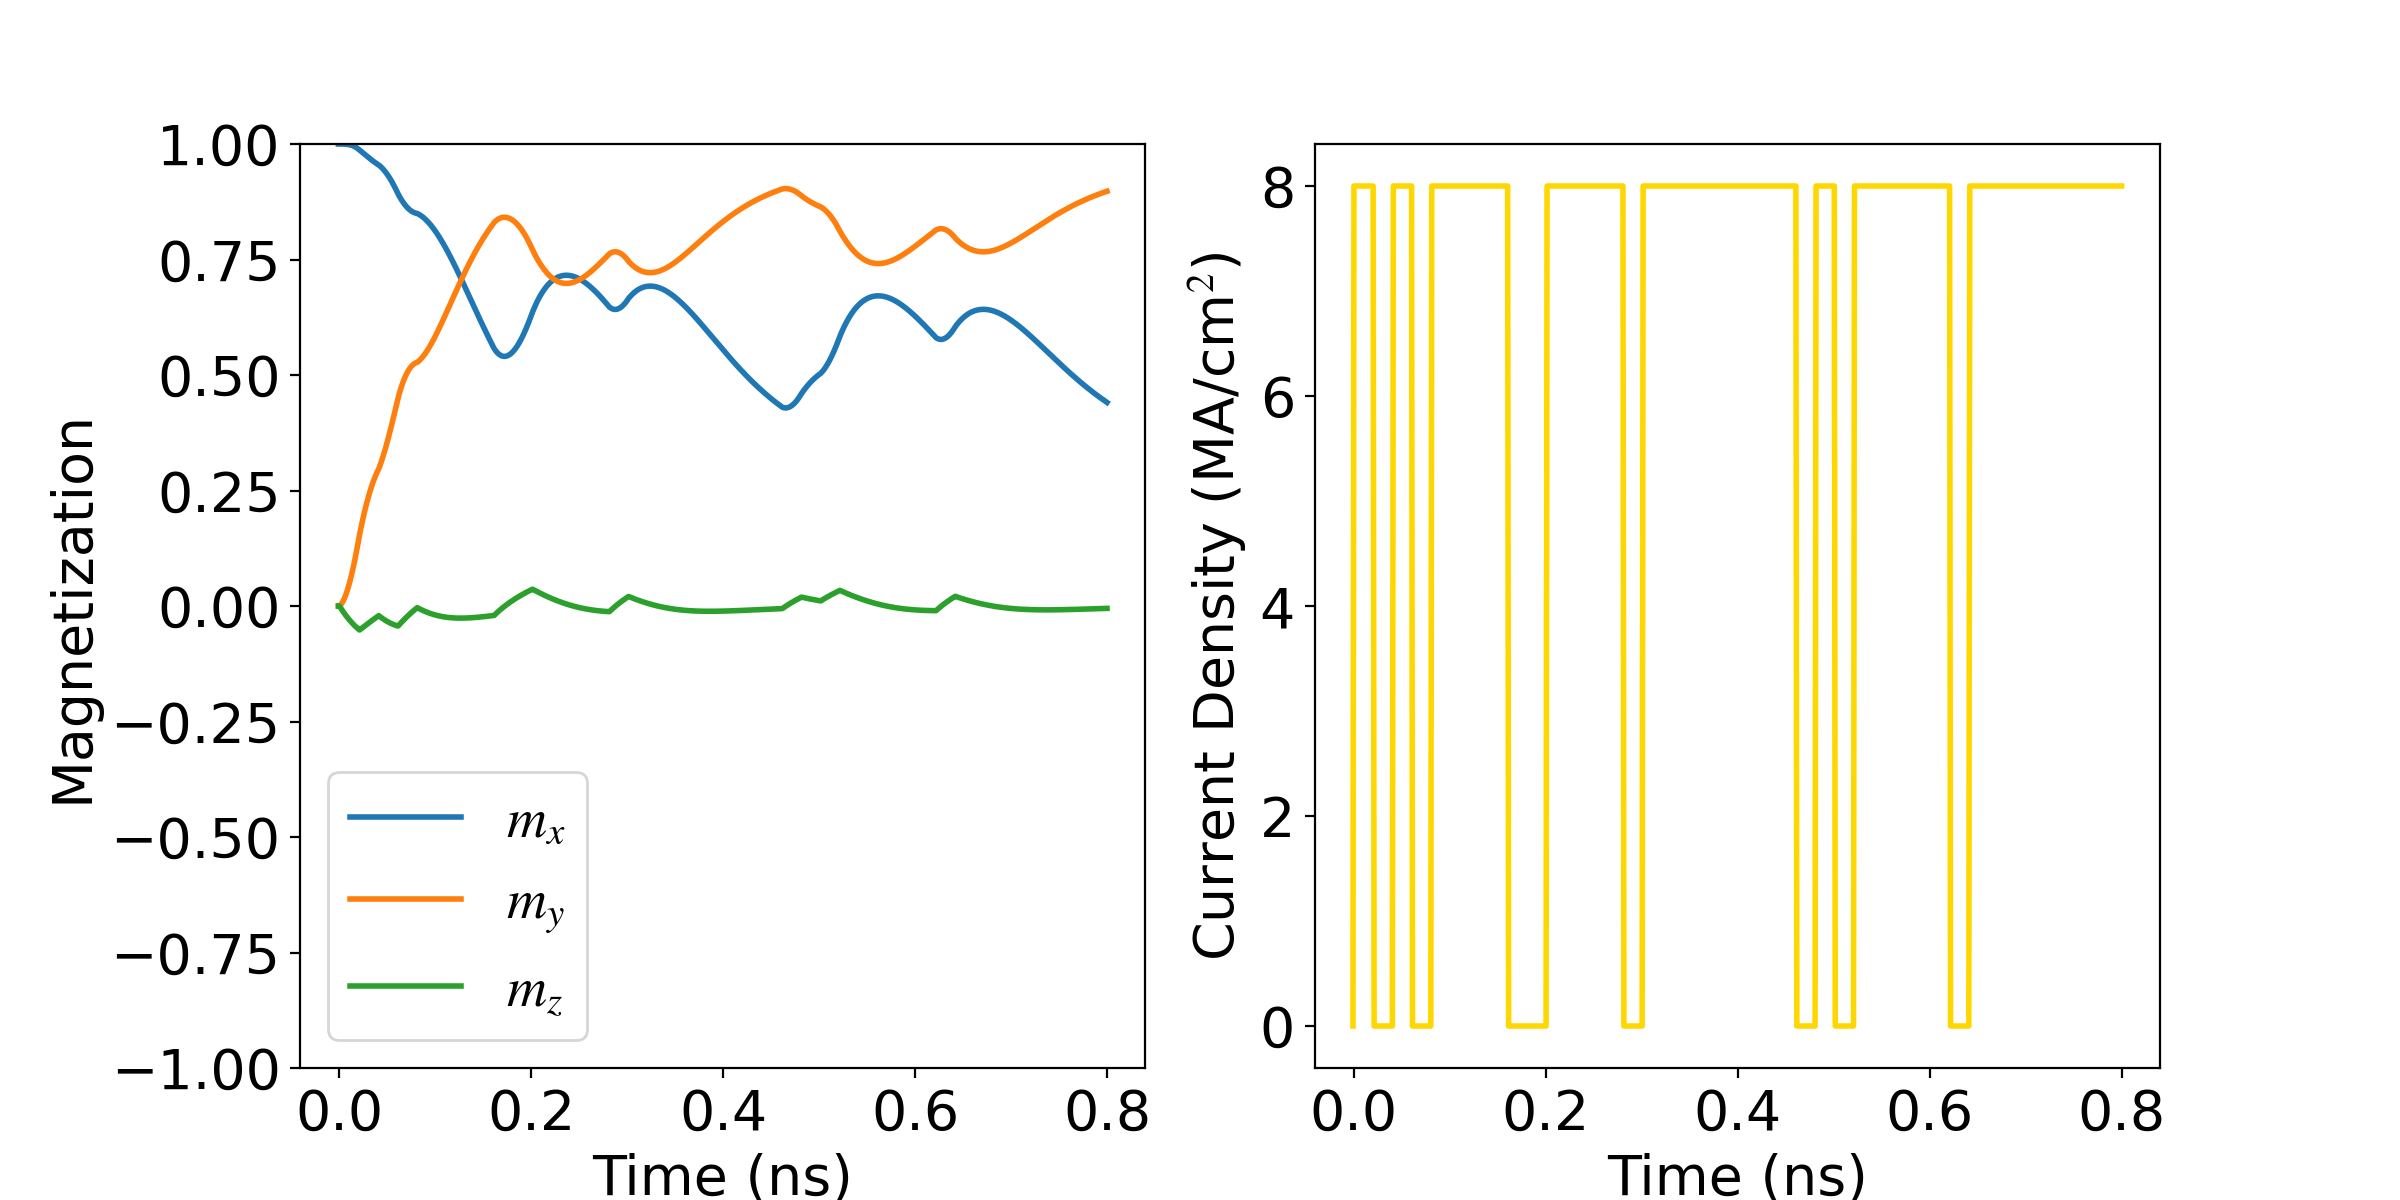 Magnetization
1.00
0.75
0.50
0.25
0.00
−0.25
−0.50
−0.75
−1.00
m_x
m_y
m_z
0.0 0.2 0.4 0.6 0.8
Time (ns)
Current Density (MA/cm²)
8
6
4
2
0
0.0 0.2 0.4 0.6 0.8
Time (ns)